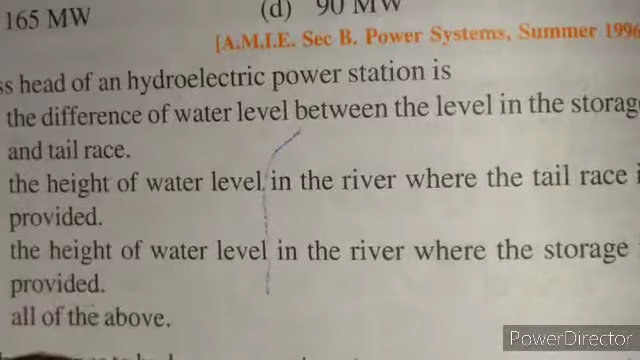 165 MW (d) 90 MW
[A.M.I.E. Sec B. Power Systems, Summer 1996
ss head of an hydroelectric power station is
the difference of water level between the level in the storag
and tail race.
the height of water level in the river where the tail race i
provided.
the height of water level in the river where the storage
provided.
all of the above.
PowerDirector